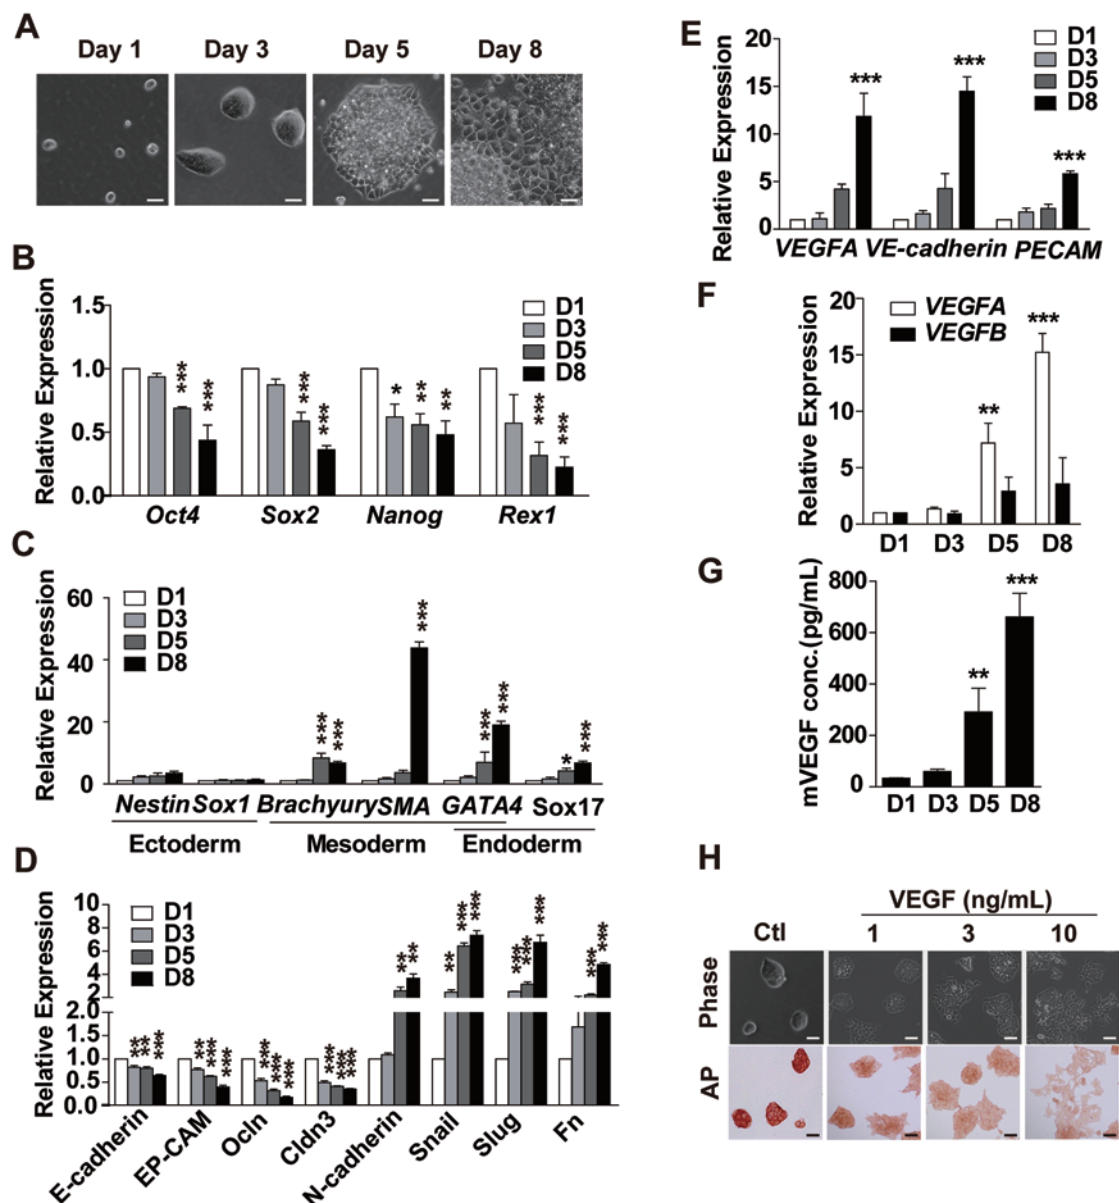 A
Day 1 Day 3 Day 5 Day 8
B
Relative Expression
1.5
1.0
0.5
0.0
D1
D3
D5
D8
*** *** *** *** * ** ** *** ***
Oct4 Sox2 Nanog Rex1
C
Relative Expression
60
40
20
0
D1
D3
D5
D8
*** *** *** *** *** * ***
Nestin Sox1 Brachyury SMA GATA4 Sox17
Ectoderm Mesoderm Endoderm
D
Relative Expression
10
8
6
4
2
2.0
1.5
1.0
0.5
0.0
D1
D3
D5
D8
** ** *** ** *** *** *** *** *** *** *** *** ** ** ** *** *** *** *** *** *** ***
E-cadherin EP-CAM Ocln Cldn3 N-cadherin Snail Slug Fn
E
Relative Expression
20
15
10
5
0
D1
D3
D5
D8
*** *** ***
VEGFA VE-cadherin PECAM
F
Relative Expression
20
15
10
5
0
VEGFA
VEGFB
** ***
D1 D3 D5 D8
G
mVEGF conc.(pg/mL)
800
600
400
200
0
** ***
D1 D3 D5 D8
H
VEGF (ng/mL)
Ctl 1 3 10
Phase
AP